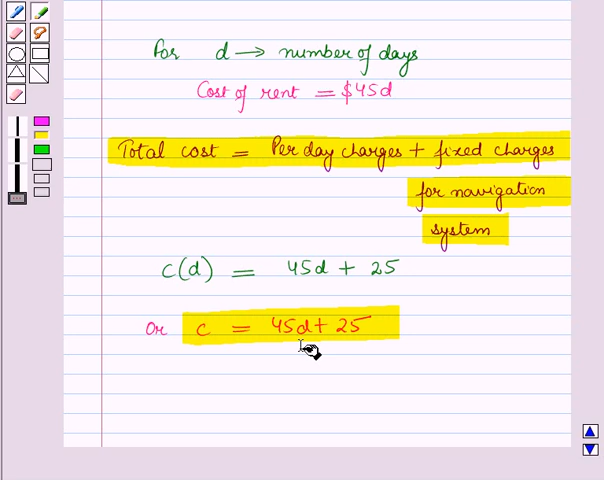 For d → number of days
Cost of rent = $45d
Total cost = Per day charges + fixed charges
for navigation
system
c(d) = 45d + 25
Or c = 45d + 25